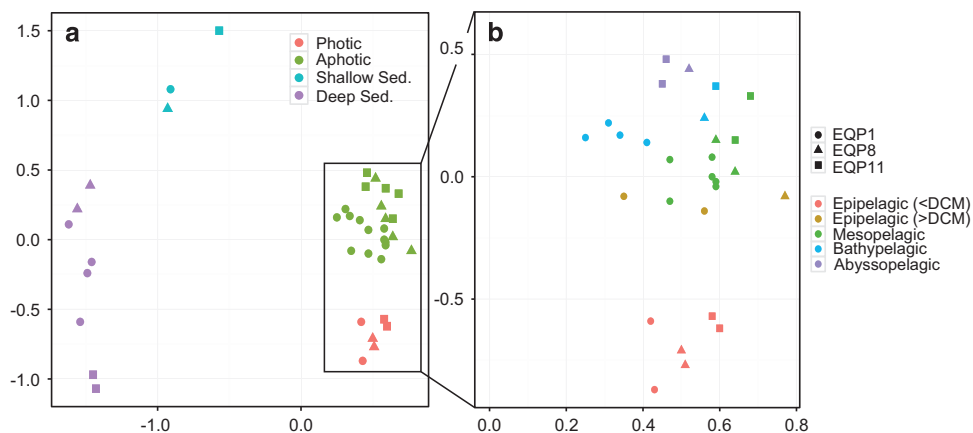 a
1.5
1.0
0.5
0.0
-0.5
-1.0
-1.0
0.0
Photic
Aphotic
Shallow Sed.
Deep Sed.
b
0.5
0.0
-0.5
0.0
0.2
0.4
0.6
0.8
EQP1
EQP8
EQP11
Epipelagic (<DCM)
Epipelagic (>DCM)
Mesopelagic
Bathypelagic
Abyssopelagic